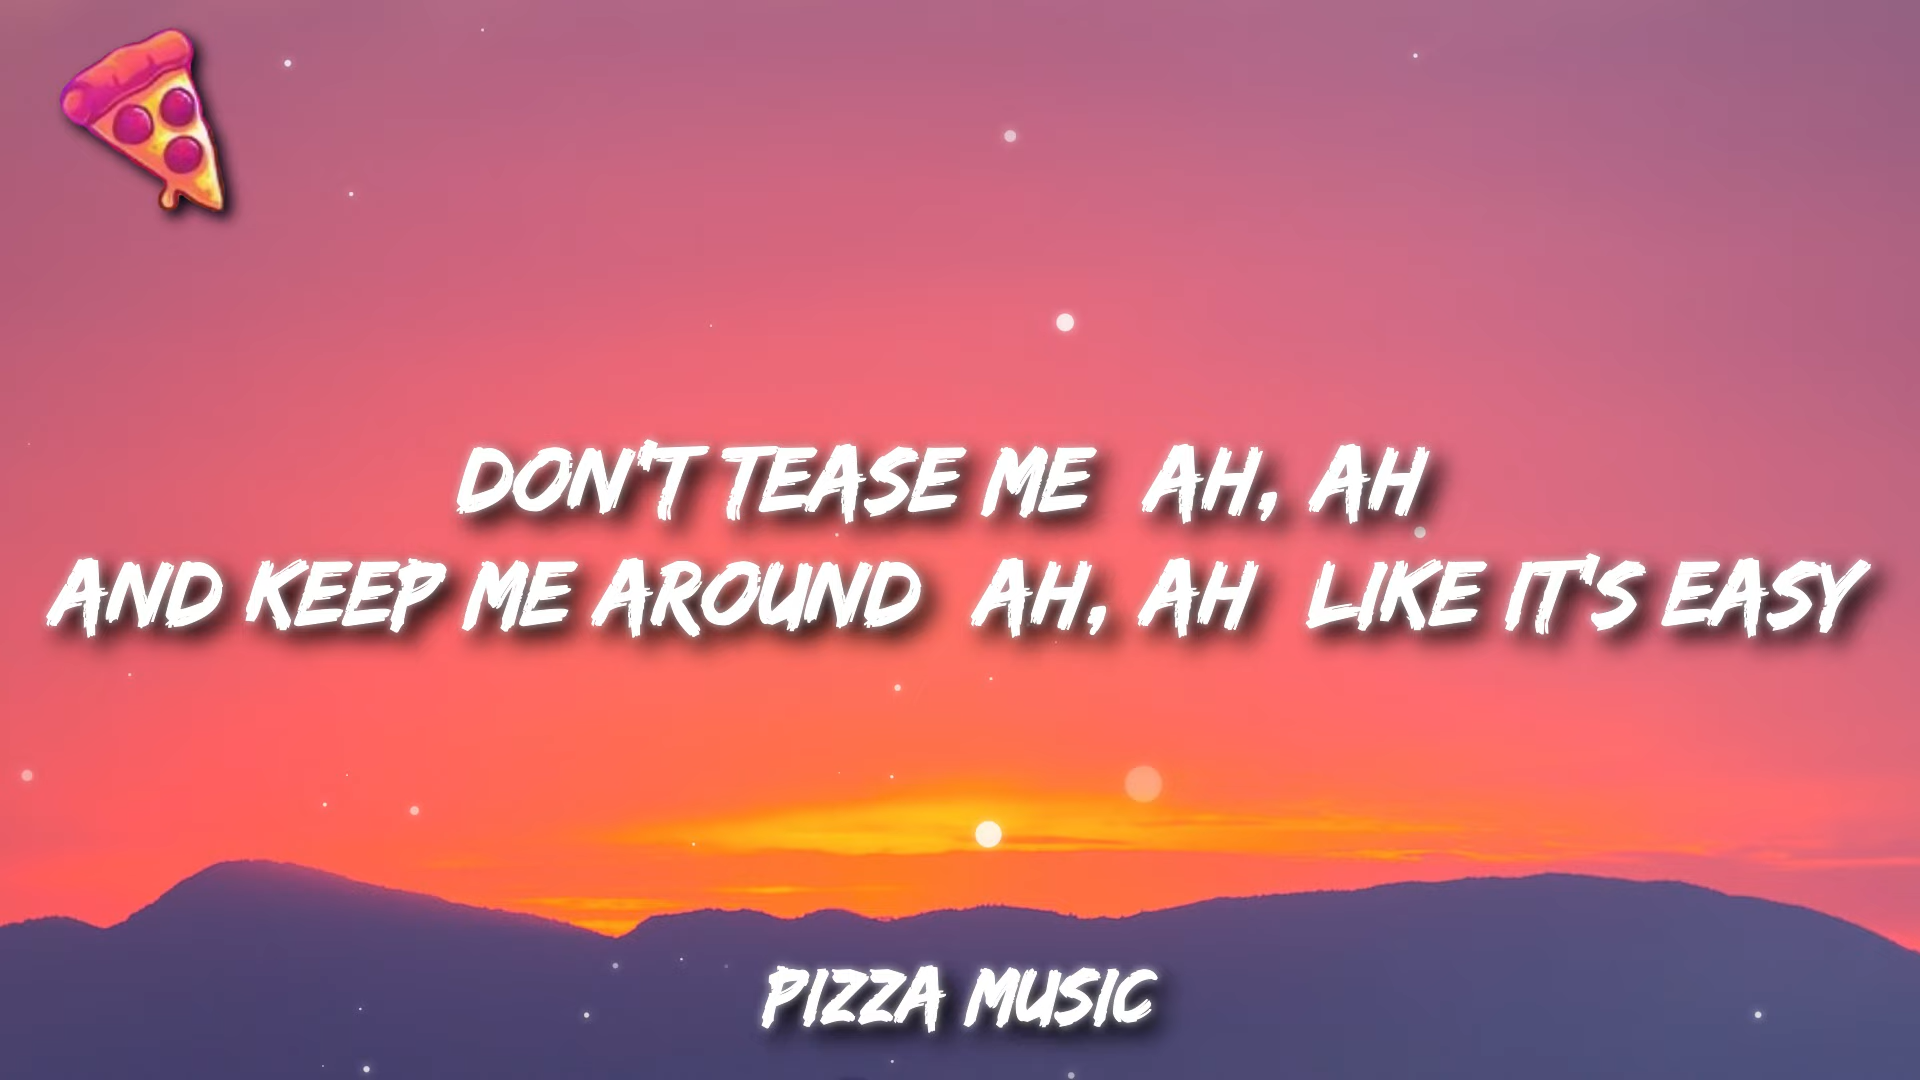 DON'T TEASE ME AH, AH
AND KEEP ME AROUND AH, AH LIKE IT'S EASY
PIZZA MUSIC